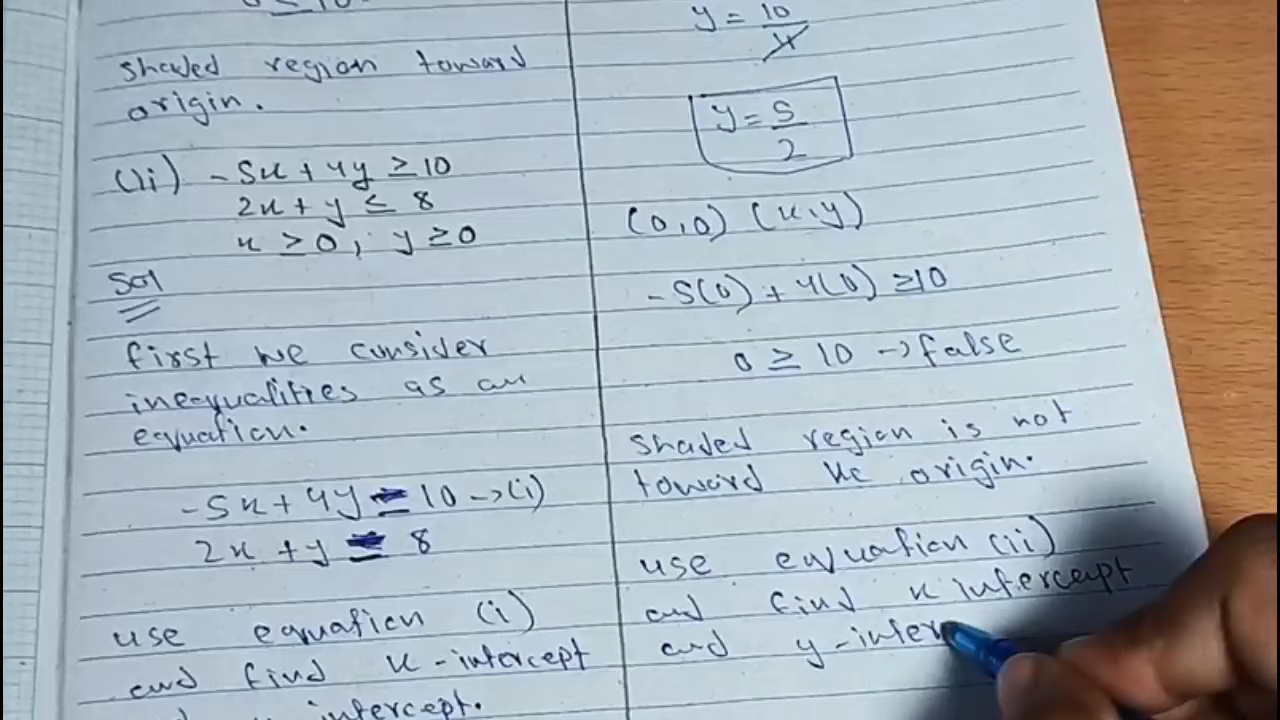 shaded region toward
origin.
(ii) -5x + 4y ≥ 10
2x + y ≤ 8
x ≥ 0, y ≥ 0
Sol
first we consider
inequalities as an
equation.
-5x + 4y = 10 → (i)
2x + y = 8
use equation (i)
and find x-intercept
intercept.
y = 10/4
y = 5/2
(0,0) (x,y)
-5(0) + 4(0) ≥ 10
0 ≥ 10 → false
shaded region is not
toward the origin.
use equation (ii)
and find x intercept
and y-inter